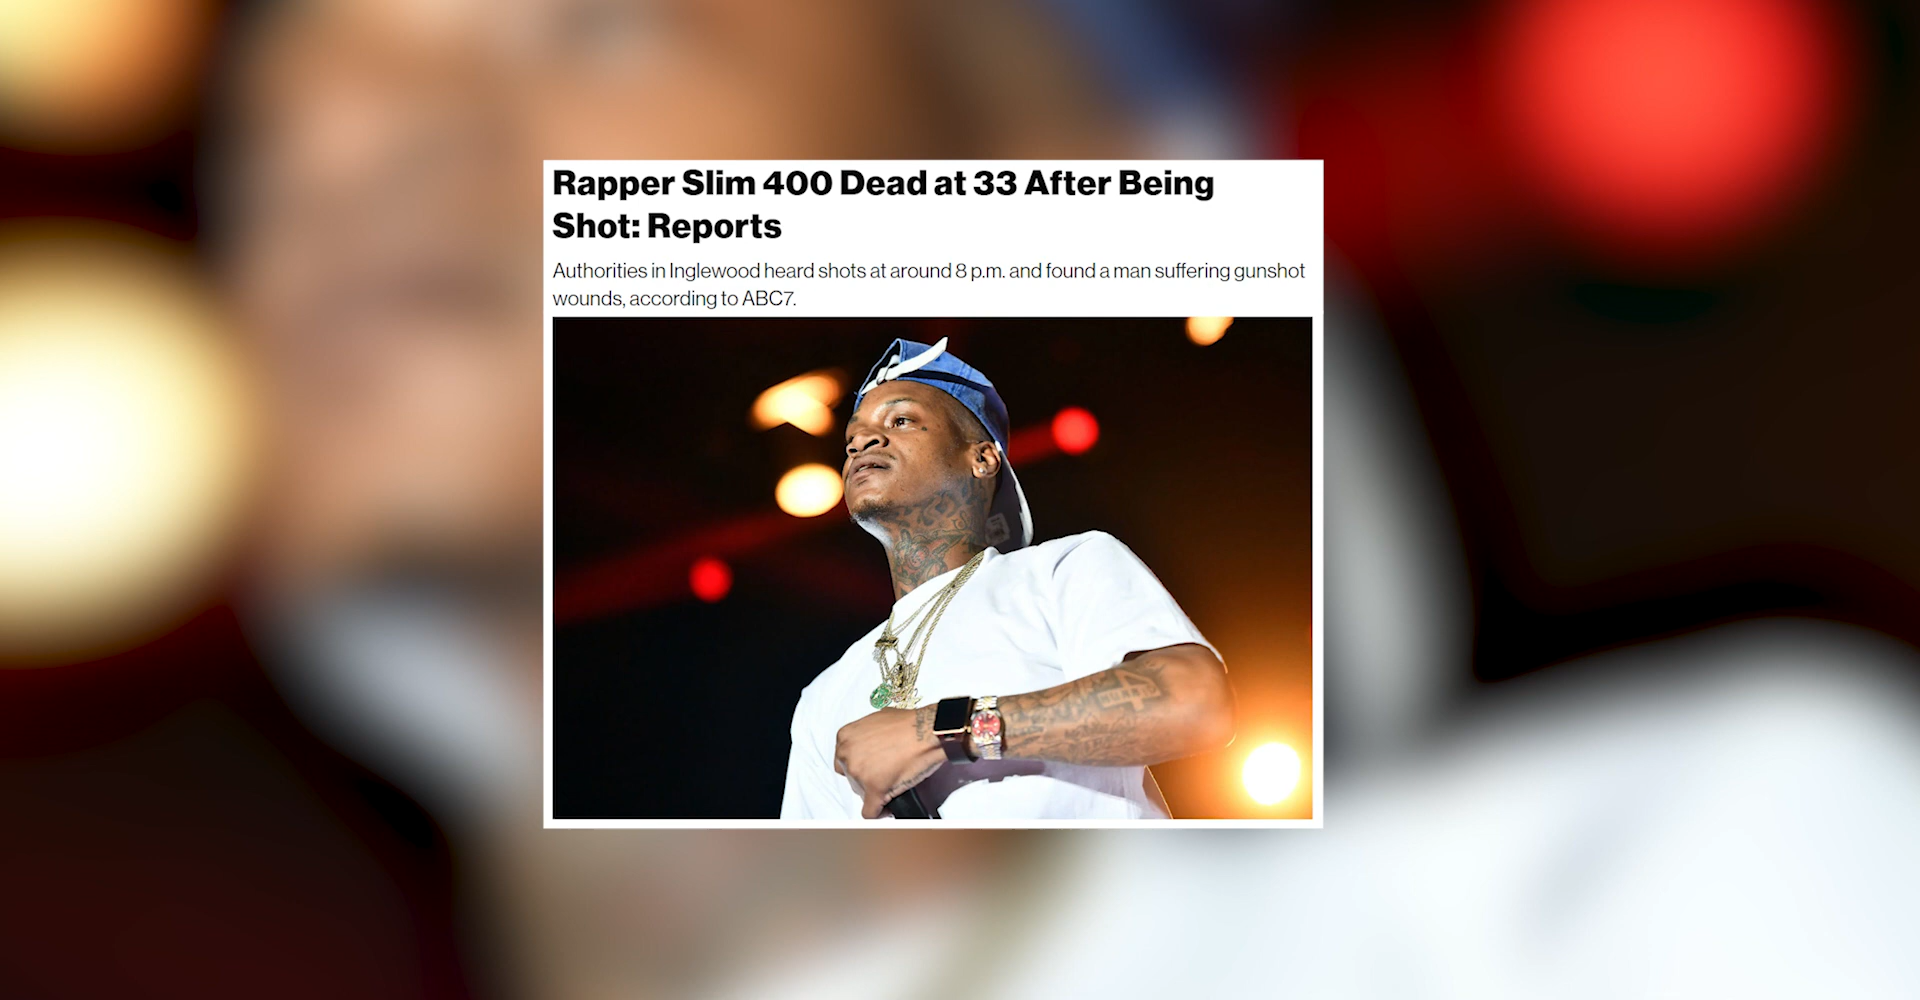 Rapper Slim 400 Dead at 33 After Being
Shot: Reports
Authorities in Inglewood heard shots at around 8 p.m. and found a man suffering gunshot
wounds, according to ABC7.